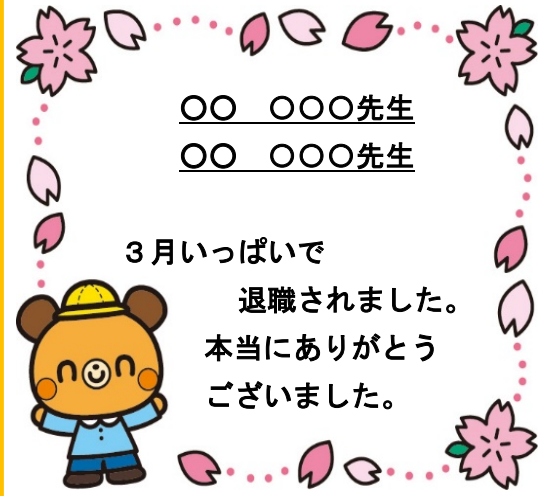 〇〇　〇〇〇先生
〇〇　〇〇〇先生
３月いっぱいで
退職されました。
本当にありがとう
ございました。